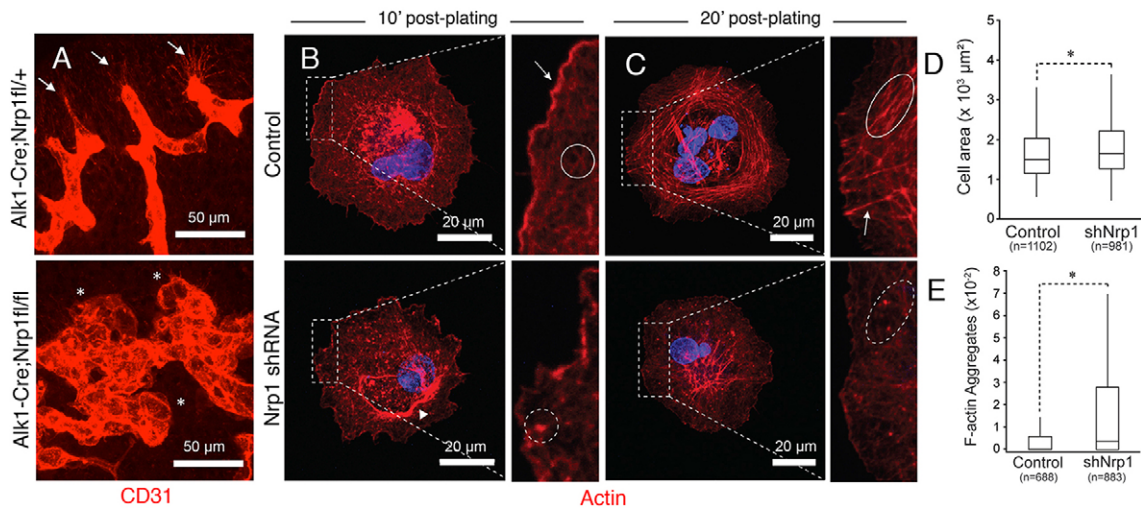 10' post-plating
20' post-plating
A
B
C
D
E
Alk1-Cre;Nrp1fl/+
50 µm
Control
20 µm
20 µm
Alk1-Cre;Nrp1fl/fl
*
*
*
50 µm
Nrp1 shRNA
20 µm
20 µm
CD31
Actin
Cell area (x 10³ µm²)
5
4
3
2
1
0
*
Control
shNrp1
(n=1102)
(n=981)
F-actin Aggregates (x10-2)
8
7
6
5
4
3
2
1
0
*
Control
shNrp1
(n=688)
(n=883)